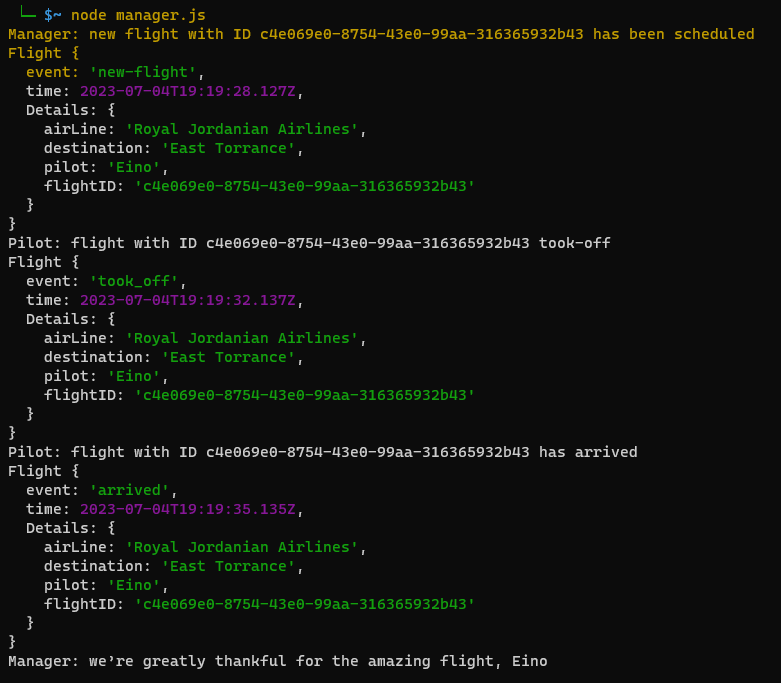 └─ $~ node manager.js
Manager: new flight with ID c4e069e0-8754-43e0-99aa-316365932b43 has been scheduled
Flight {
  event: 'new-flight',
  time: 2023-07-04T19:19:28.127Z,
  Details: {
    airLine: 'Royal Jordanian Airlines',
    destination: 'East Torrance',
    pilot: 'Eino',
    flightID: 'c4e069e0-8754-43e0-99aa-316365932b43'
  }
}
Pilot: flight with ID c4e069e0-8754-43e0-99aa-316365932b43 took-off
Flight {
  event: 'took_off',
  time: 2023-07-04T19:19:32.137Z,
  Details: {
    airLine: 'Royal Jordanian Airlines',
    destination: 'East Torrance',
    pilot: 'Eino',
    flightID: 'c4e069e0-8754-43e0-99aa-316365932b43'
  }
}
Pilot: flight with ID c4e069e0-8754-43e0-99aa-316365932b43 has arrived
Flight {
  event: 'arrived',
  time: 2023-07-04T19:19:35.135Z,
  Details: {
    airLine: 'Royal Jordanian Airlines',
    destination: 'East Torrance',
    pilot: 'Eino',
    flightID: 'c4e069e0-8754-43e0-99aa-316365932b43'
  }
}
Manager: we’re greatly thankful for the amazing flight, Eino